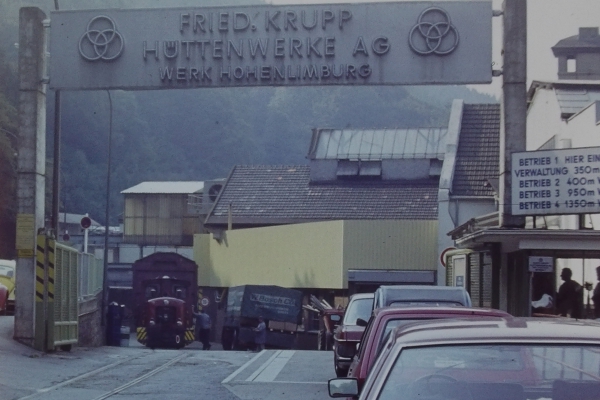 FRIED. KRUPP
HÜTTENWERKE AG
WERK HOHENLIMBURG
BETRIEB 1 HIER EIN
VERWALTUNG 350m
BETRIEB 2 400m
BETRIEB 3 950m
BETRIEB 4 1350m